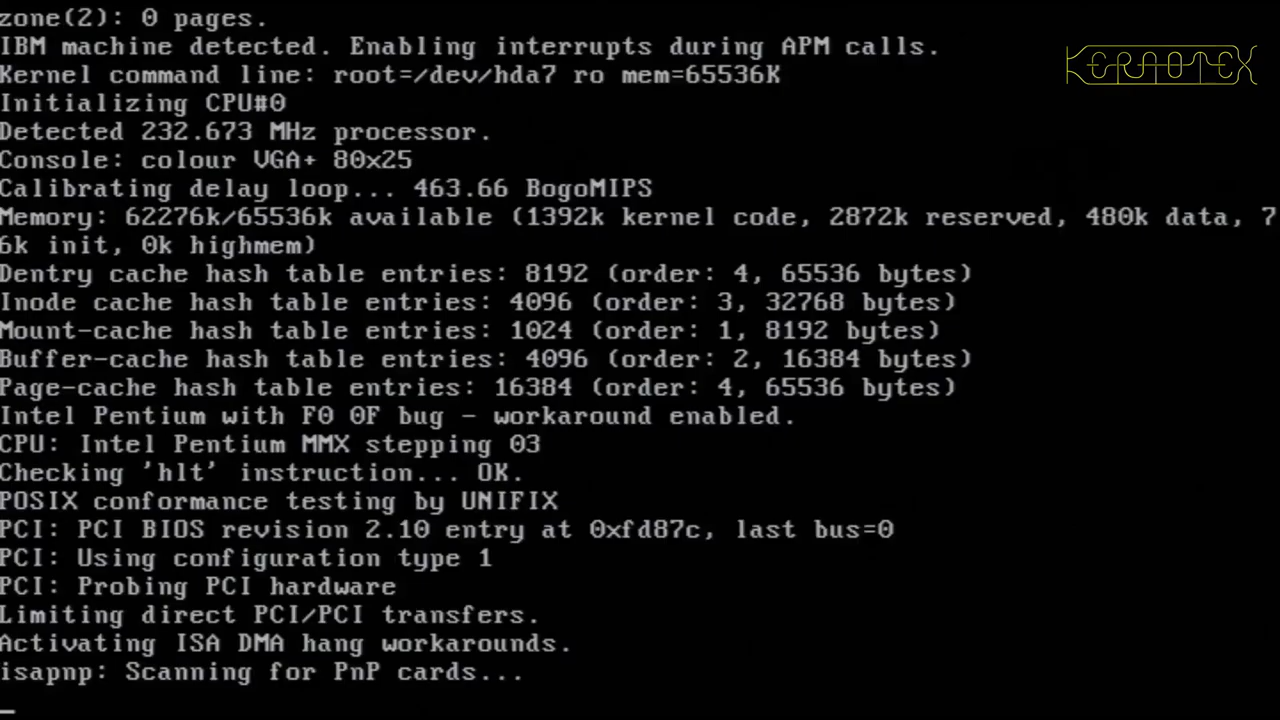 zone(2): 0 pages.
IBM machine detected. Enabling interrupts during APM calls.
KERAOTEX
Kernel command line: root=/dev/hda7 ro mem=65536K
Initializing CPU#0
Detected 232.673 MHz processor.
Console: colour VGA+ 80x25
Calibrating delay loop... 463.66 BogoMIPS
Memory: 62276k/65536k available (1392k kernel code, 2872k reserved, 480k data, 7
6k init, 0k highmem)
Dentry cache hash table entries: 8192 (order: 4, 65536 bytes)
Inode cache hash table entries: 4096 (order: 3, 32768 bytes)
Mount-cache hash table entries: 1024 (order: 1, 8192 bytes)
Buffer-cache hash table entries: 4096 (order: 2, 16384 bytes)
Page-cache hash table entries: 16384 (order: 4, 65536 bytes)
Intel Pentium with F0 0F bug - workaround enabled.
CPU: Intel Pentium MMX stepping 03
Checking 'hlt' instruction... OK.
POSIX conformance testing by UNIFIX
PCI: PCI BIOS revision 2.10 entry at 0xfd87c, last bus=0
PCI: Using configuration type 1
PCI: Probing PCI hardware
Limiting direct PCI/PCI transfers.
Activating ISA DMA hang workarounds.
isapnp: Scanning for PnP cards...